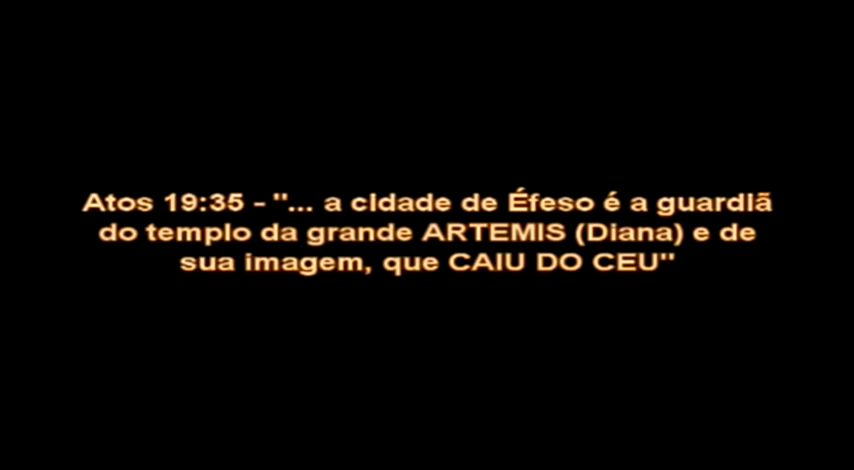 Atos 19:35 - "... a cidade de Éfeso é a guardiã
do templo da grande ARTEMIS (Diana) e de
sua imagem, que CAIU DO CEU"